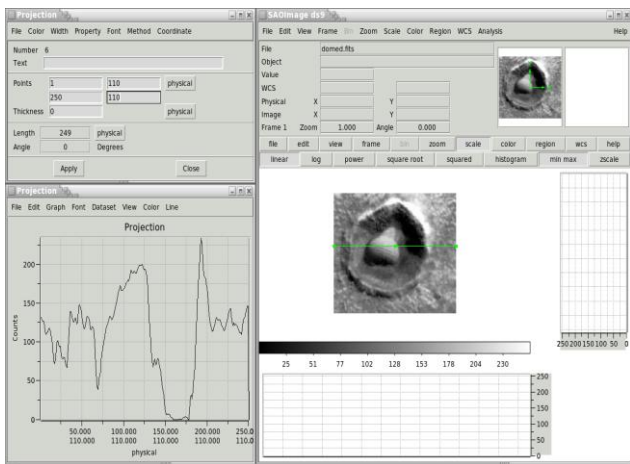 Projection
File Color Width Property Font Method Coordinate
Number 6
Text
Points 1 110 physical
250 110
Thickness 0 physical
Length 249 physical
Angle 0 Degrees
Apply Close
Projection
File Edit Graph Font Dataset View Color Line
Projection
Counts
200
150
100
50
0
50.000 100.000 150.000 200.000 250.0
110.000 110.000 110.000 110.000 110.0
physical
SAOImage ds9
File Edit View Frame Bin Zoom Scale Color Region WCS Analysis Help
File domed.fits
Object
Value
WCS
Physical X Y
Image X Y
Frame 1 Zoom 1.000 Angle 0.000
file edit view frame bin zoom scale color region wcs help
linear log power square root squared histogram min max zscale
250 200 150 100 50 0
25 51 77 102 128 153 178 204 230
250
200
150
100
50
0